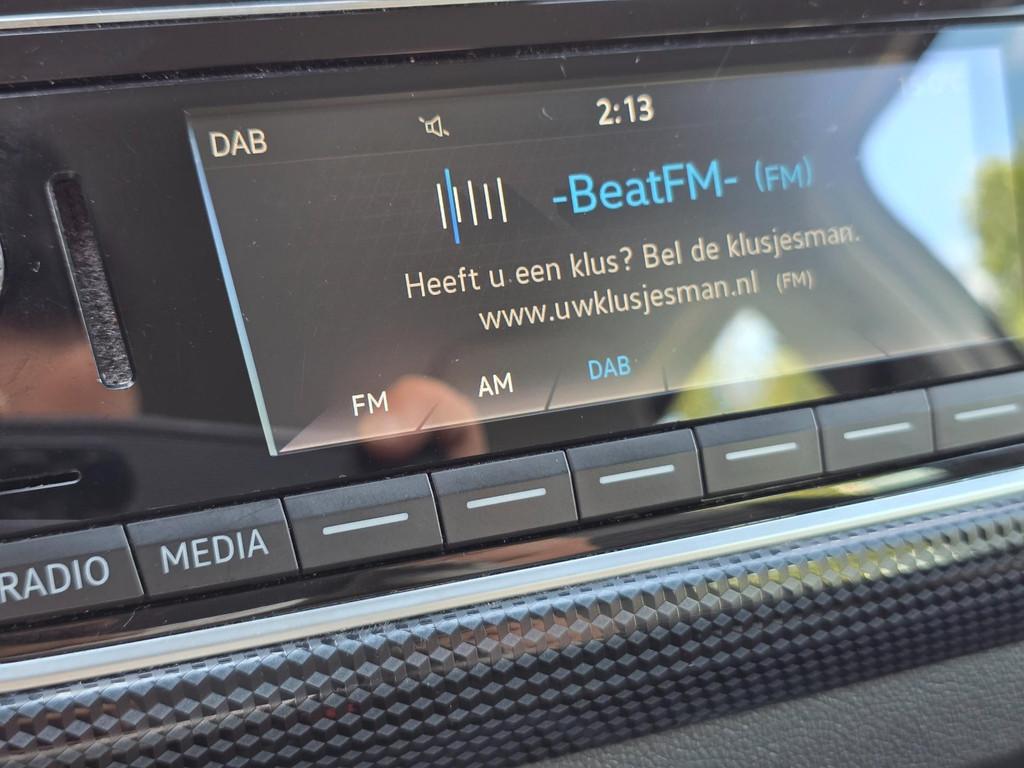 DAB
2:13
-BeatFM- (FM)
Heeft u een klus? Bel de klusjesman.
www.uwklusjesman.nl (FM)
FM AM DAB
RADIO MEDIA